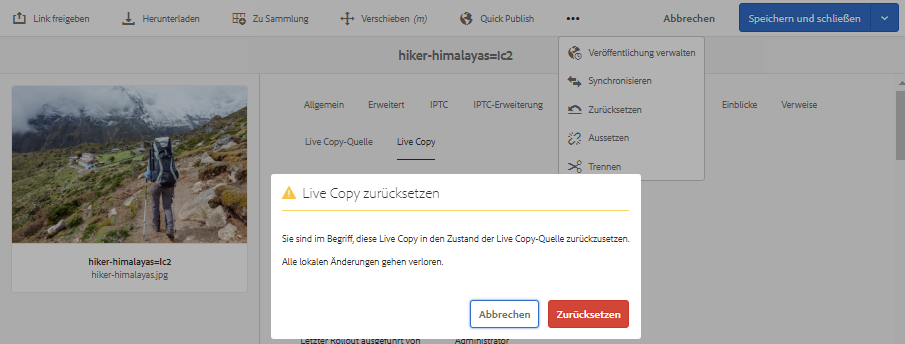 Link freigeben Herunterladen Zu Sammlung Verschieben (m) Quick Publish ••• Abbrechen Speichern und schließen
hiker-himalayas=lc2
Veröffentlichung verwalten
Synchronisieren
Zurücksetzen
Aussetzen
Trennen
Allgemein Erweitert IPTC IPTC-Erweiterung Einblicke Verweise
Live Copy-Quelle Live Copy
hiker-himalayas=lc2
hiker-himalayas.jpg
Live Copy zurücksetzen
Sie sind im Begriff, diese Live Copy in den Zustand der Live Copy-Quelle zurückzusetzen.
Alle lokalen Änderungen gehen verloren.
Abbrechen Zurücksetzen
Letzter Rollout ausgeführt von Administrator